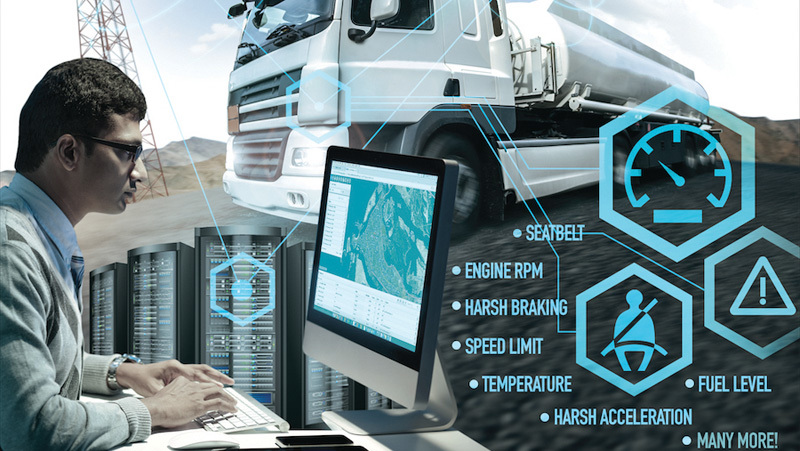 SEATBELT
ENGINE RPM
HARSH BRAKING
SPEED LIMIT
TEMPERATURE
FUEL LEVEL
HARSH ACCELERATION
MANY MORE!